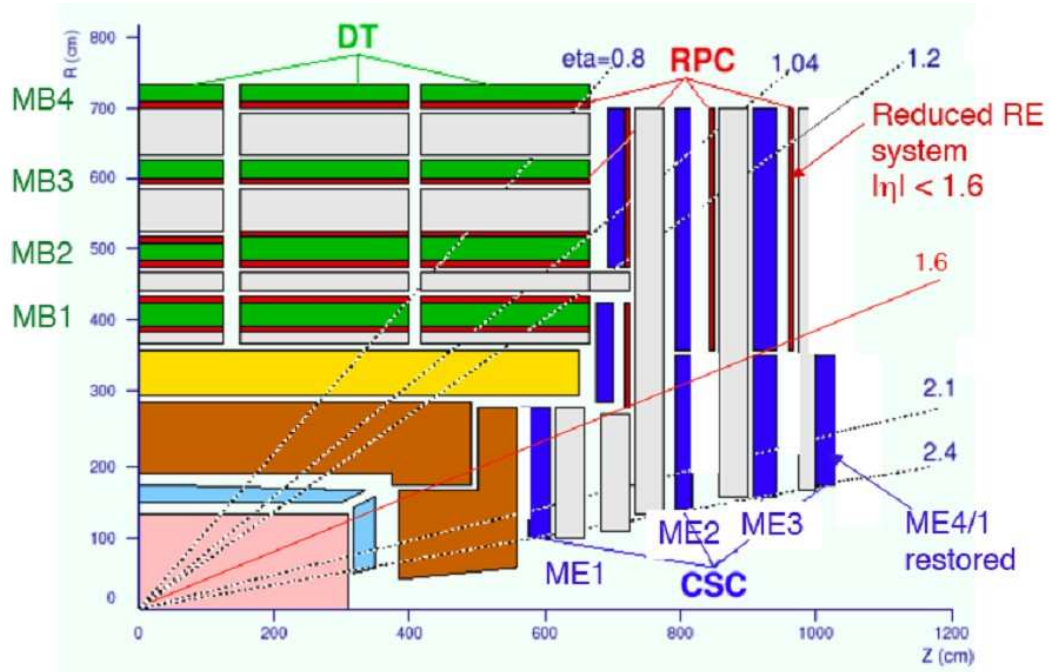 R (cm)
800
700
600
500
400
300
200
100
0
MB4
MB3
MB2
MB1
DT
eta=0.8
RPC
1.04
1.2
Reduced RE
system
|η| < 1.6
1.6
2.1
2.4
ME1
ME2
ME3
ME4/1
restored
CSC
0
200
400
600
800
1000
1200
Z (cm)